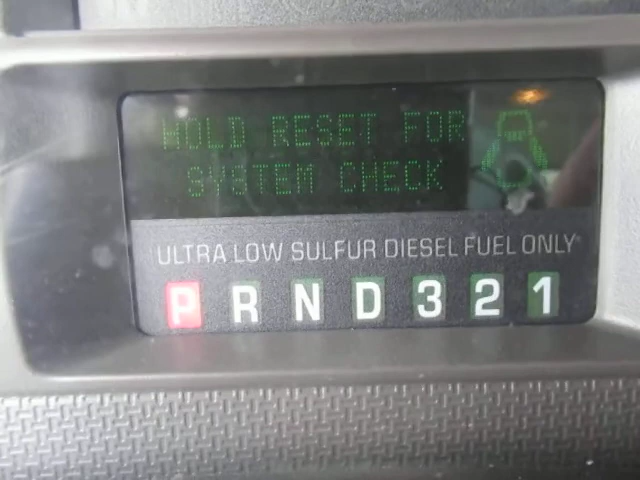 HOLD RESET FOR
SYSTEM CHECK
ULTRA LOW SULFUR DIESEL FUEL ONLY
P R N D 3 2 1